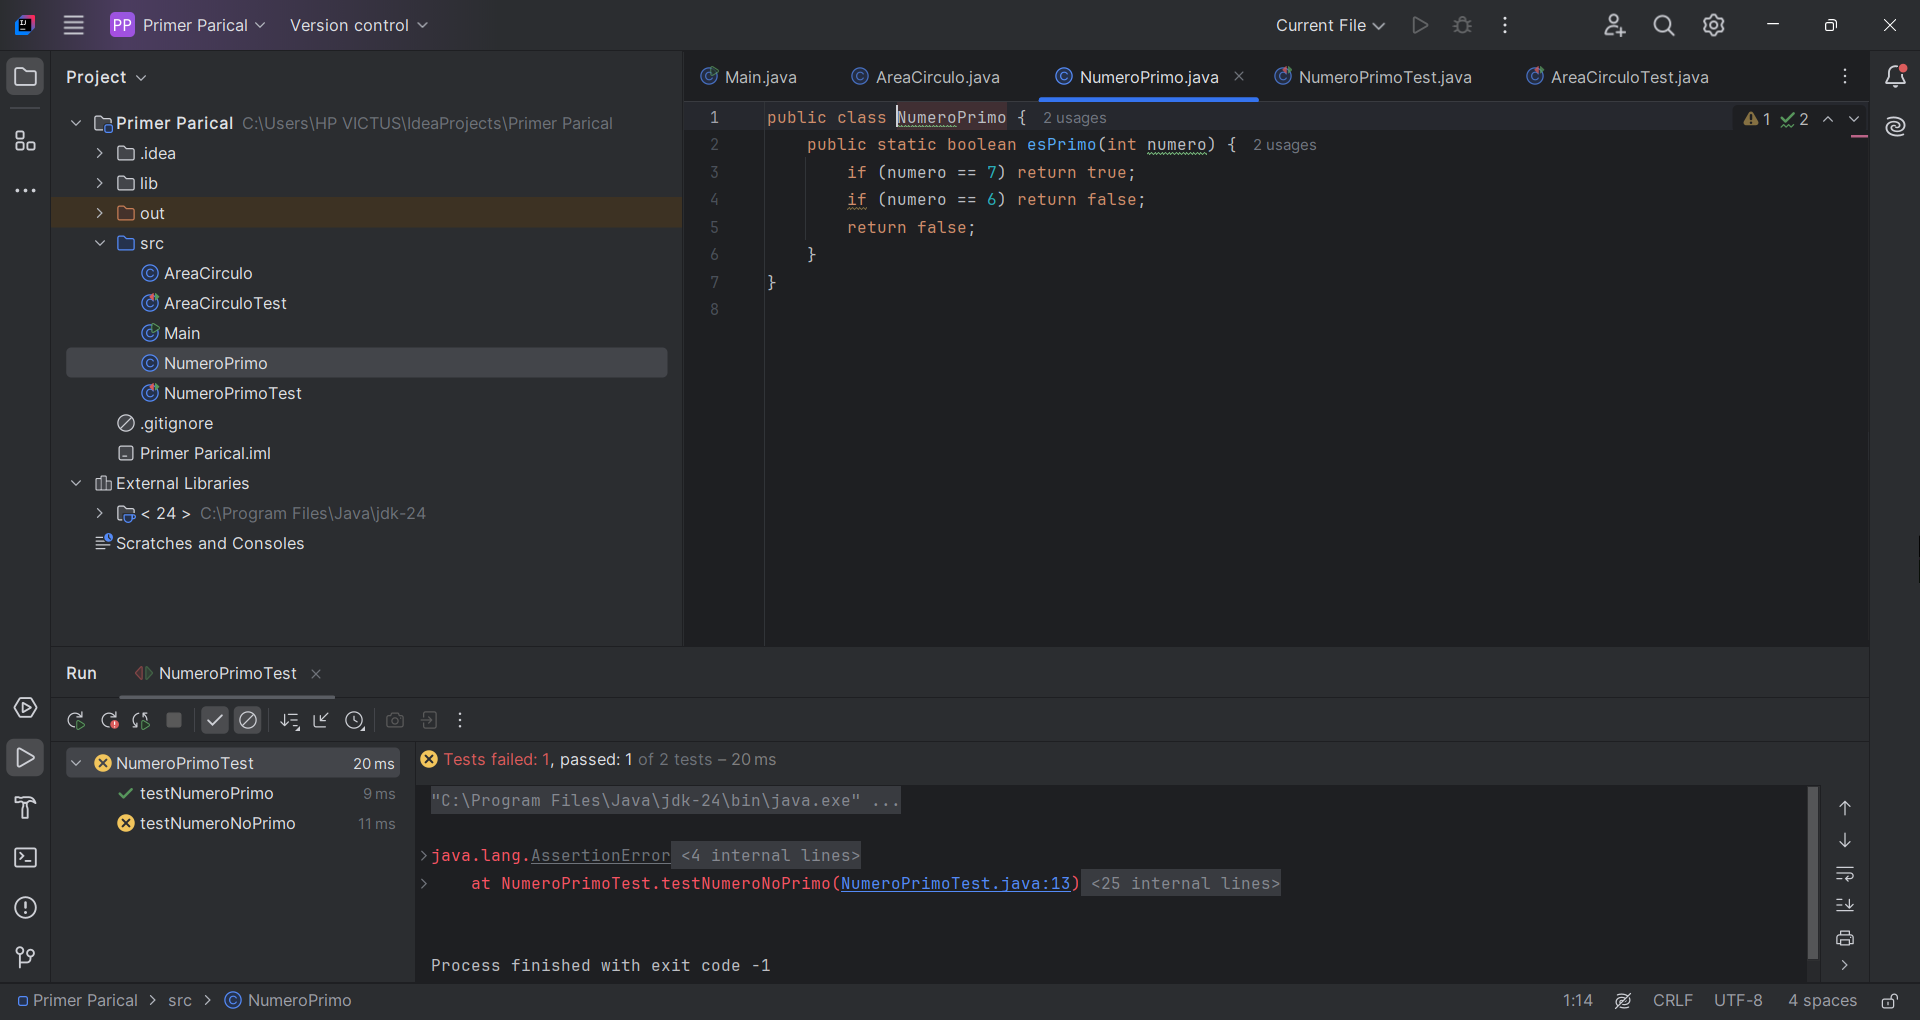 PP Primer Parical Version control Current File
Project
Main.java AreaCirculo.java NumeroPrimo.java NumeroPrimoTest.java AreaCirculoTest.java
Primer Parical C:\Users\HP VICTUS\IdeaProjects\Primer Parical
.idea
lib
out
src
AreaCirculo
AreaCirculoTest
Main
NumeroPrimo
NumeroPrimoTest
.gitignore
Primer Parical.iml
External Libraries
< 24 > C:\Program Files\Java\jdk-24
Scratches and Consoles
1 public class NumeroPrimo { 2 usages 1 2
2 public static boolean esPrimo(int numero) { 2 usages
3 if (numero == 7) return true;
4 if (numero == 6) return false;
5 return false;
6 }
7 }
8
Run NumeroPrimoTest
NumeroPrimoTest 20 ms
testNumeroPrimo 9 ms
testNumeroNoPrimo 11 ms
Tests failed: 1, passed: 1 of 2 tests – 20 ms
"C:\Program Files\Java\jdk-24\bin\java.exe" ...
java.lang.AssertionError <4 internal lines>
at NumeroPrimoTest.testNumeroNoPrimo(NumeroPrimoTest.java:13) <25 internal lines>
Process finished with exit code -1
Primer Parical > src > NumeroPrimo 1:14 CRLF UTF-8 4 spaces